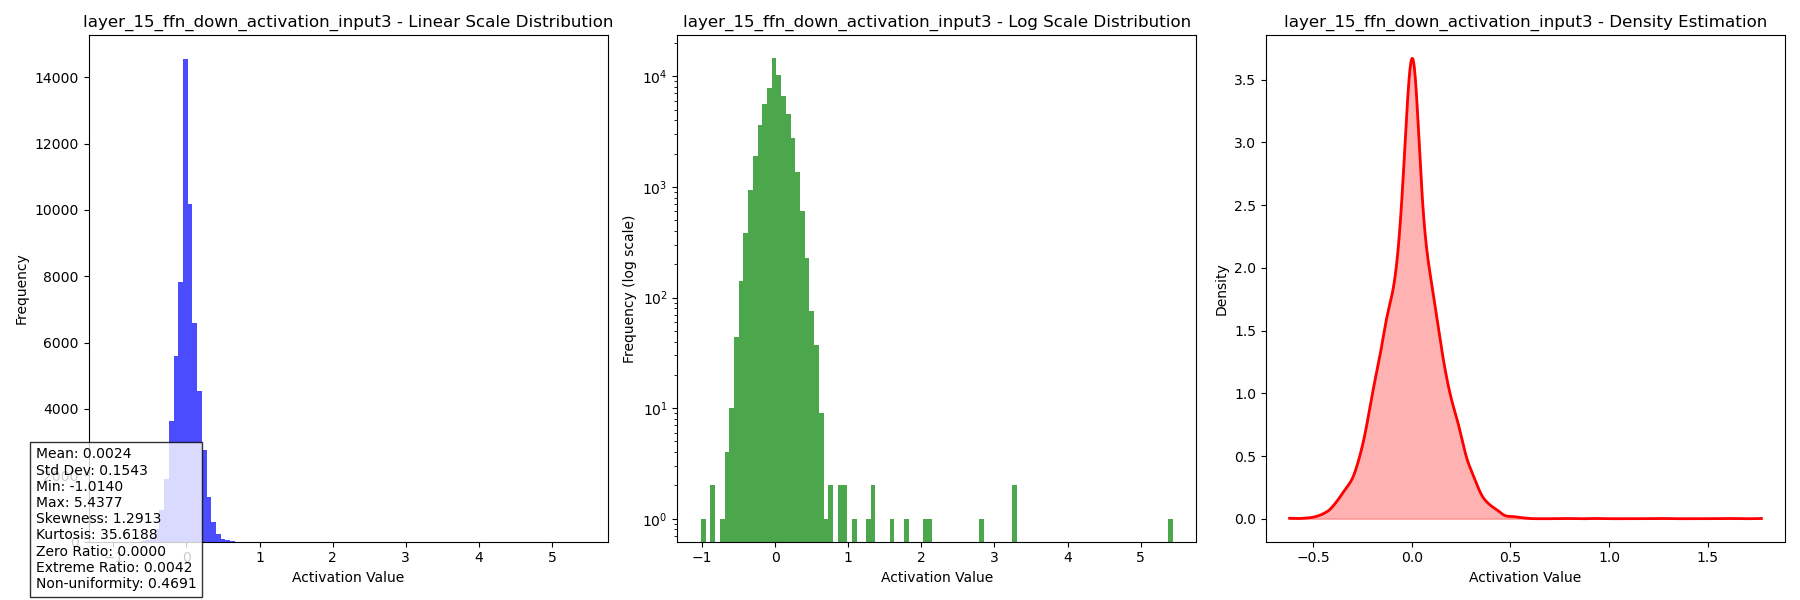 layer_15_ffn_down_activation_input3 - Linear Scale Distribution
14000
12000
10000
8000
6000
4000
2000
0
Frequency
−1
0
1
2
3
4
5
Activation Value
Mean: 0.0024
Std Dev: 0.1543
Min: -1.0140
Max: 5.4377
Skewness: 1.2913
Kurtosis: 35.6188
Zero Ratio: 0.0000
Extreme Ratio: 0.0042
Non-uniformity: 0.4691
layer_15_ffn_down_activation_input3 - Log Scale Distribution
10⁴
10³
10²
10¹
10⁰
Frequency (log scale)
−1
0
1
2
3
4
5
Activation Value
layer_15_ffn_down_activation_input3 - Density Estimation
3.5
3.0
2.5
2.0
1.5
1.0
0.5
0.0
Density
−0.5
0.0
0.5
1.0
1.5
Activation Value